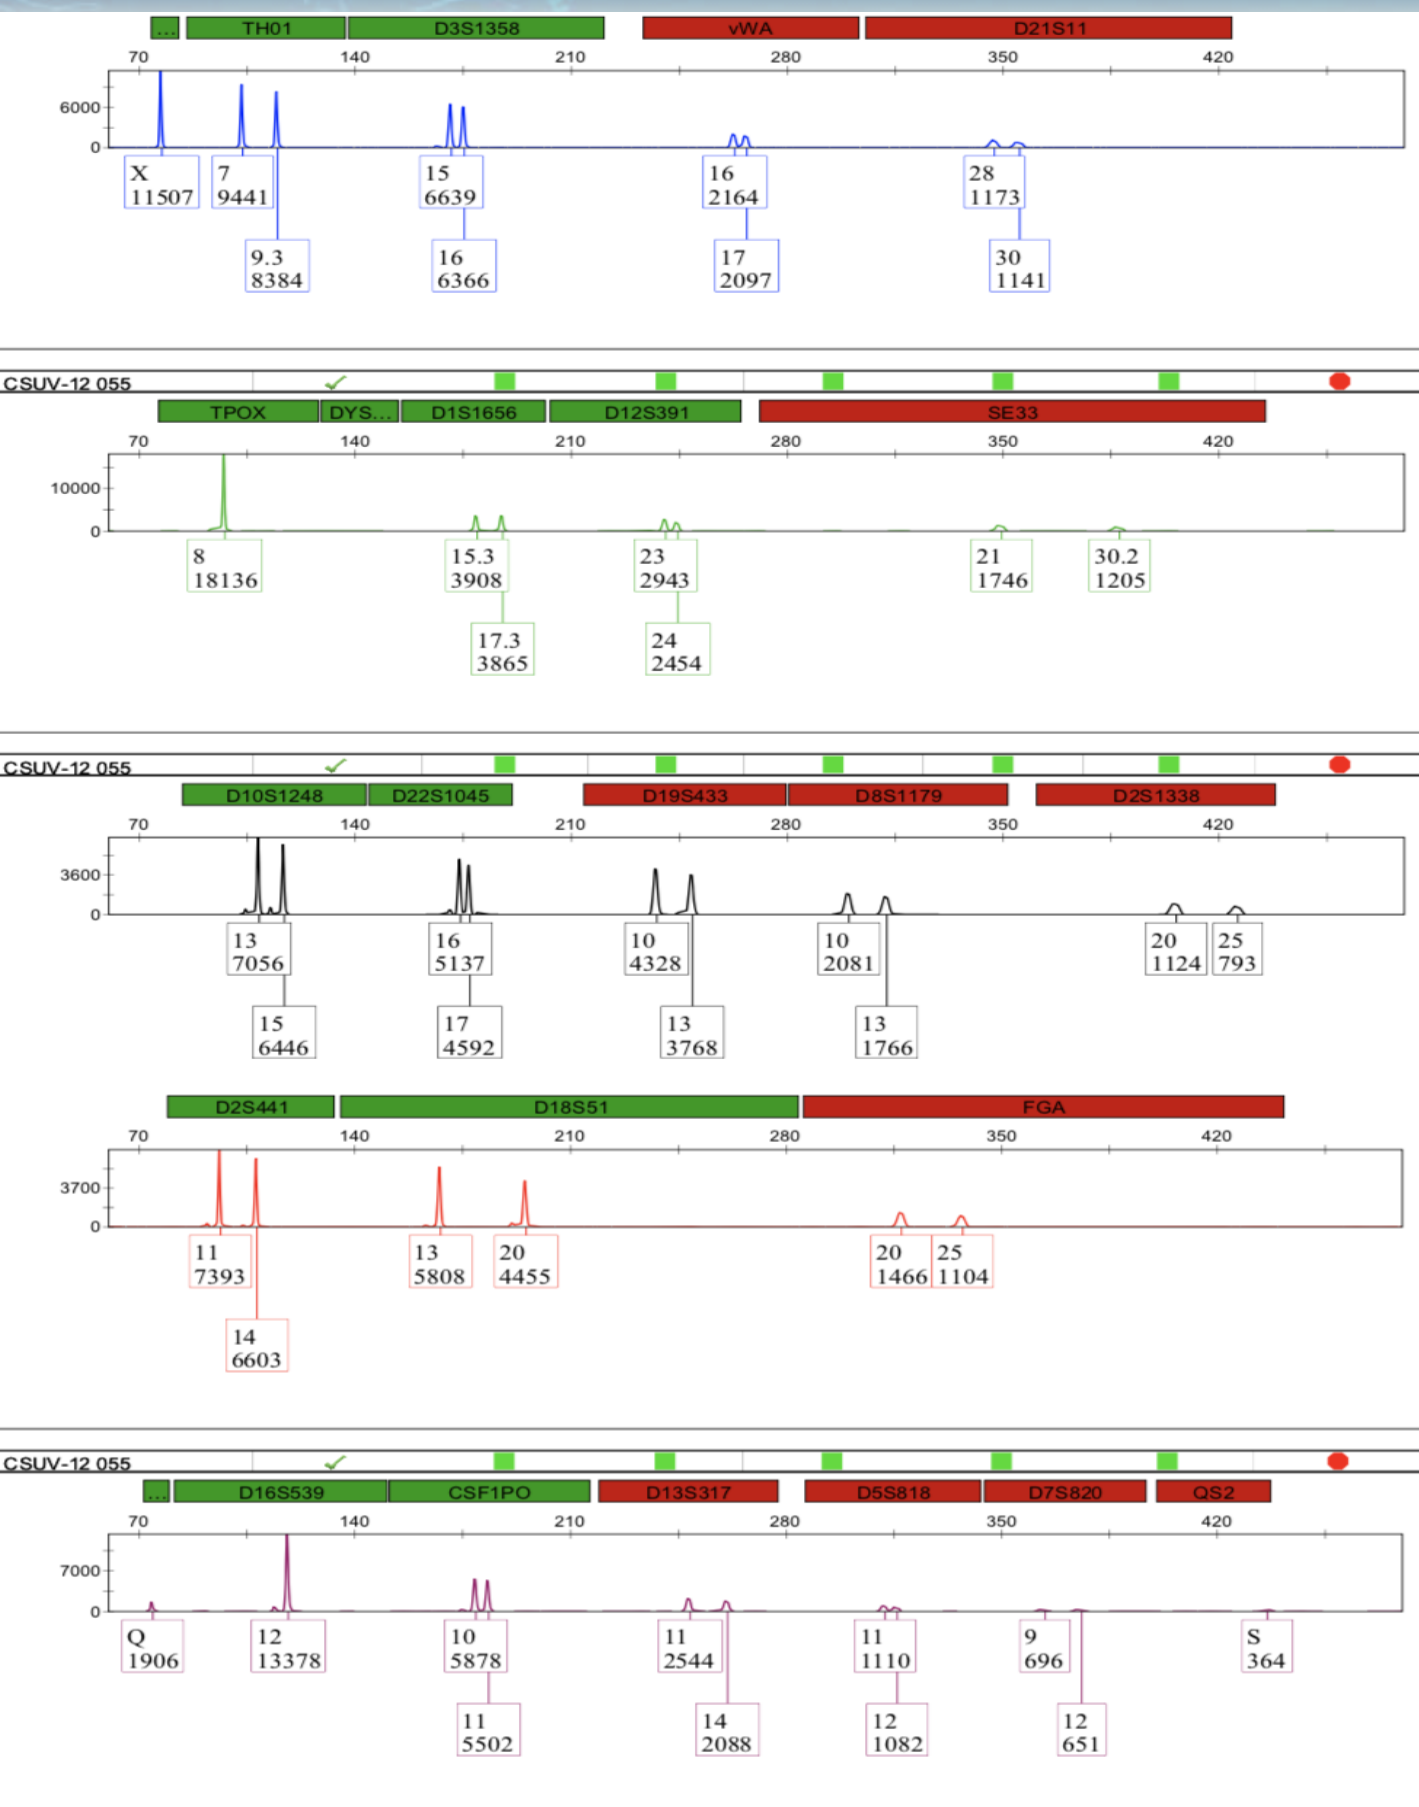 ... TH01 D3S1358 vWA D21S11
70 140 210 280 350 420
6000
0
X 7 15 16 28
11507 9441 6639 2164 1173
9.3 16 17 30
8384 6366 2097 1141
CSUV-12 055
TPOX DYS... D1S1656 D12S391 SE33
70 140 210 280 350 420
10000
0
8 15.3 23 21 30.2
18136 3908 2943 1746 1205
17.3 24
3865 2454
CSUV-12 055
D10S1248 D22S1045 D19S433 D8S1179 D2S1338
70 140 210 280 350 420
3600
0
13 16 10 10 20 25
7056 5137 4328 2081 1124 793
15 17 13 13
6446 4592 3768 1766
D2S441 D18S51 FGA
70 140 210 280 350 420
3700
0
11 13 20 20 25
7393 5808 4455 1466 1104
14
6603
CSUV-12 055
... D16S539 CSF1PO D13S317 D5S818 D7S820 QS2
70 140 210 280 350 420
7000
0
Q 12 10 11 11 9 S
1906 13378 5878 2544 1110 696 364
11 14 12 12
5502 2088 1082 651